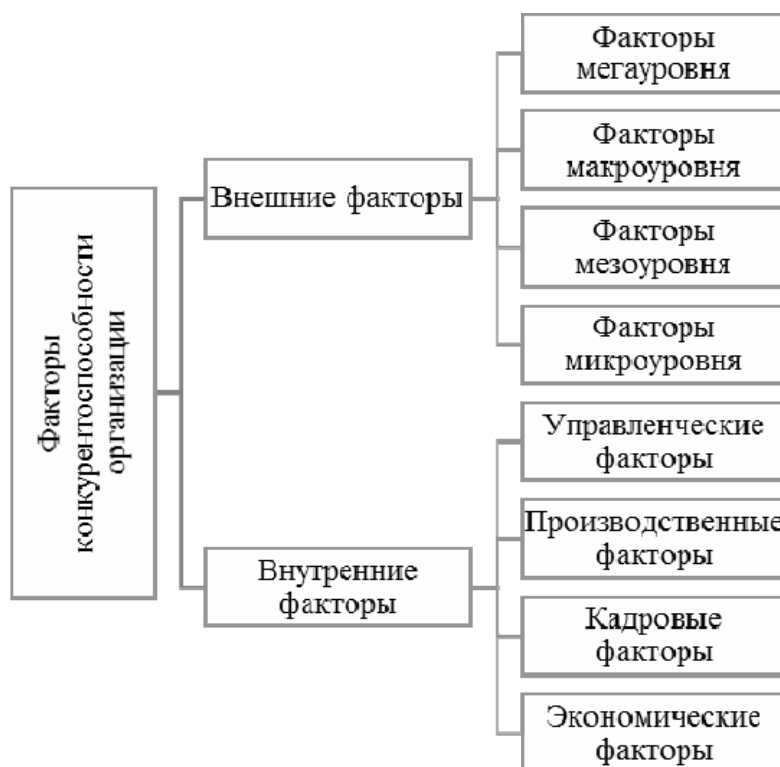 Факторы
конкурентоспособности
организации
Внешние факторы
Факторы
мегауровня
Факторы
макроуровня
Факторы
мезоуровня
Факторы
микроуровня
Внутренние
факторы
Управленческие
факторы
Производственные
факторы
Кадровые
факторы
Экономические
факторы